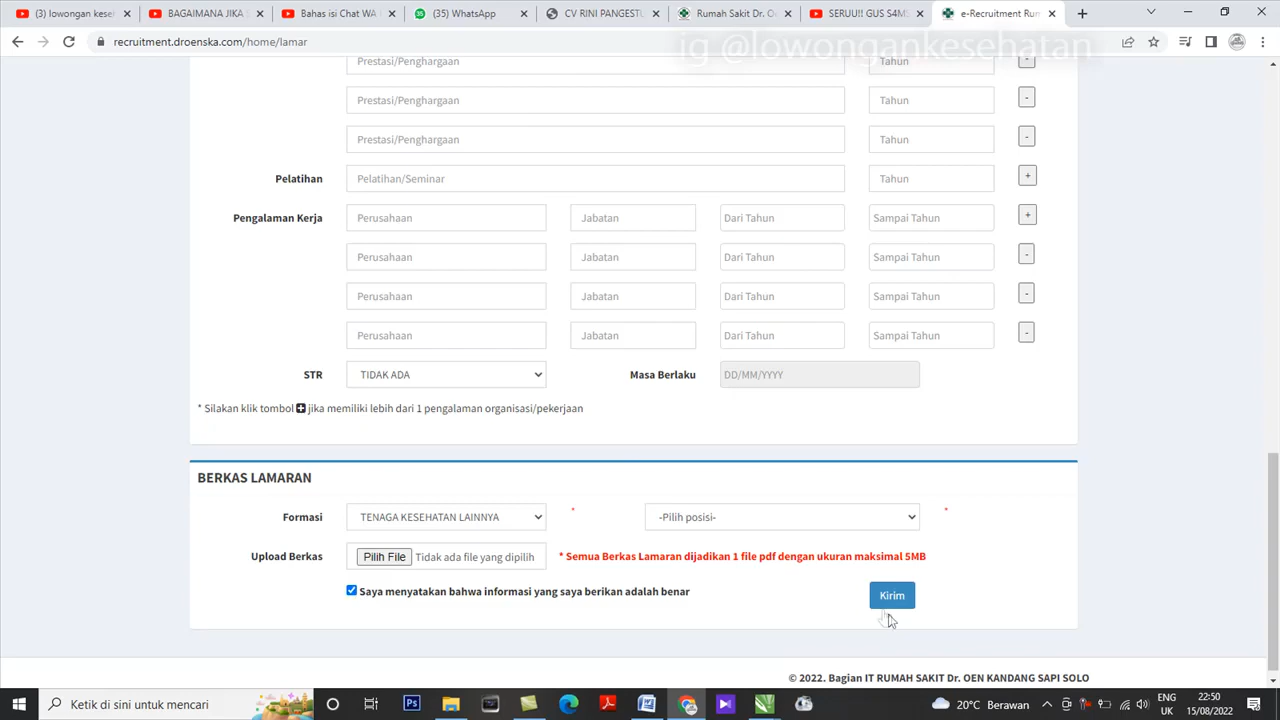 (3) lowongan keseh
BAGAIMANA JIKA
Bahas isi Chat WA
(35) WhatsApp
CV RINI PANGESTU
Rumah Sakit Dr. Oe
SERUU!! GUS S4MS
e-Recruitment Rum
recruitment.droenska.com/home/lamar
ig @lowongankesehatan
Prestasi/Penghargaan Tahun -
Prestasi/Penghargaan Tahun -
Prestasi/Penghargaan Tahun -
Pelatihan Pelatihan/Seminar Tahun +
Pengalaman Kerja Perusahaan Jabatan Dari Tahun Sampai Tahun +
Perusahaan Jabatan Dari Tahun Sampai Tahun -
Perusahaan Jabatan Dari Tahun Sampai Tahun -
Perusahaan Jabatan Dari Tahun Sampai Tahun -
STR TIDAK ADA Masa Berlaku DD/MM/YYYY
* Silakan klik tombol + jika memiliki lebih dari 1 pengalaman organisasi/pekerjaan
BERKAS LAMARAN
Formasi TENAGA KESEHATAN LAINNYA * -Pilih posisi- *
Upload Berkas Pilih File Tidak ada file yang dipilih * Semua Berkas Lamaran dijadikan 1 file pdf dengan ukuran maksimal 5MB
Saya menyatakan bahwa informasi yang saya berikan adalah benar Kirim
© 2022. Bagian IT RUMAH SAKIT Dr. OEN KANDANG SAPI SOLO
Ketik di sini untuk mencari
Ps
20°C Berawan
ENG
UK
22:50
15/08/2022